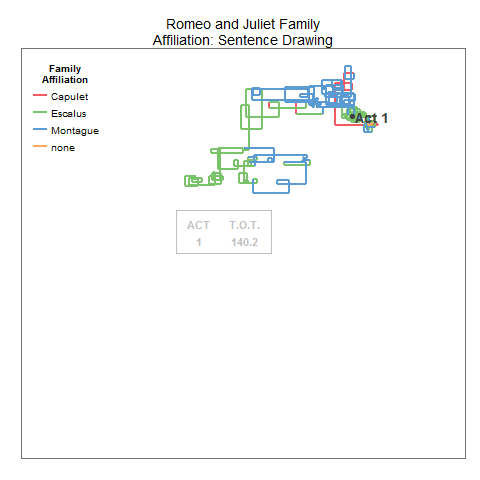 Romeo and Juliet Family
Affiliation: Sentence Drawing
Family
Affiliation
Capulet
Escalus
Montague
none
Act 1
ACT T.O.T.
1 140.2